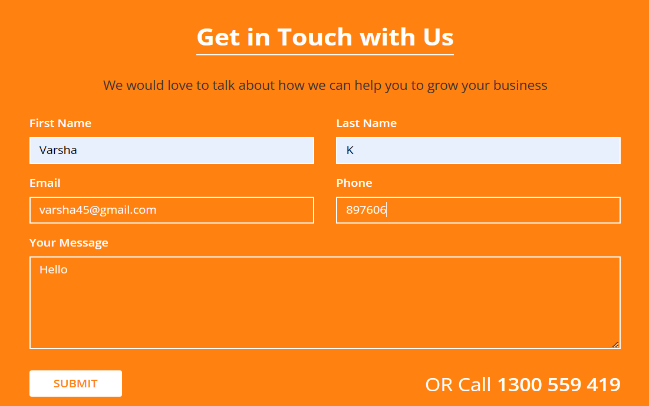 Get in Touch with Us
We would love to talk about how we can help you to grow your business
First Name Last Name
Varsha K
Email Phone
varsha45@gmail.com 897606
Your Message
Hello
SUBMIT OR Call 1300 559 419